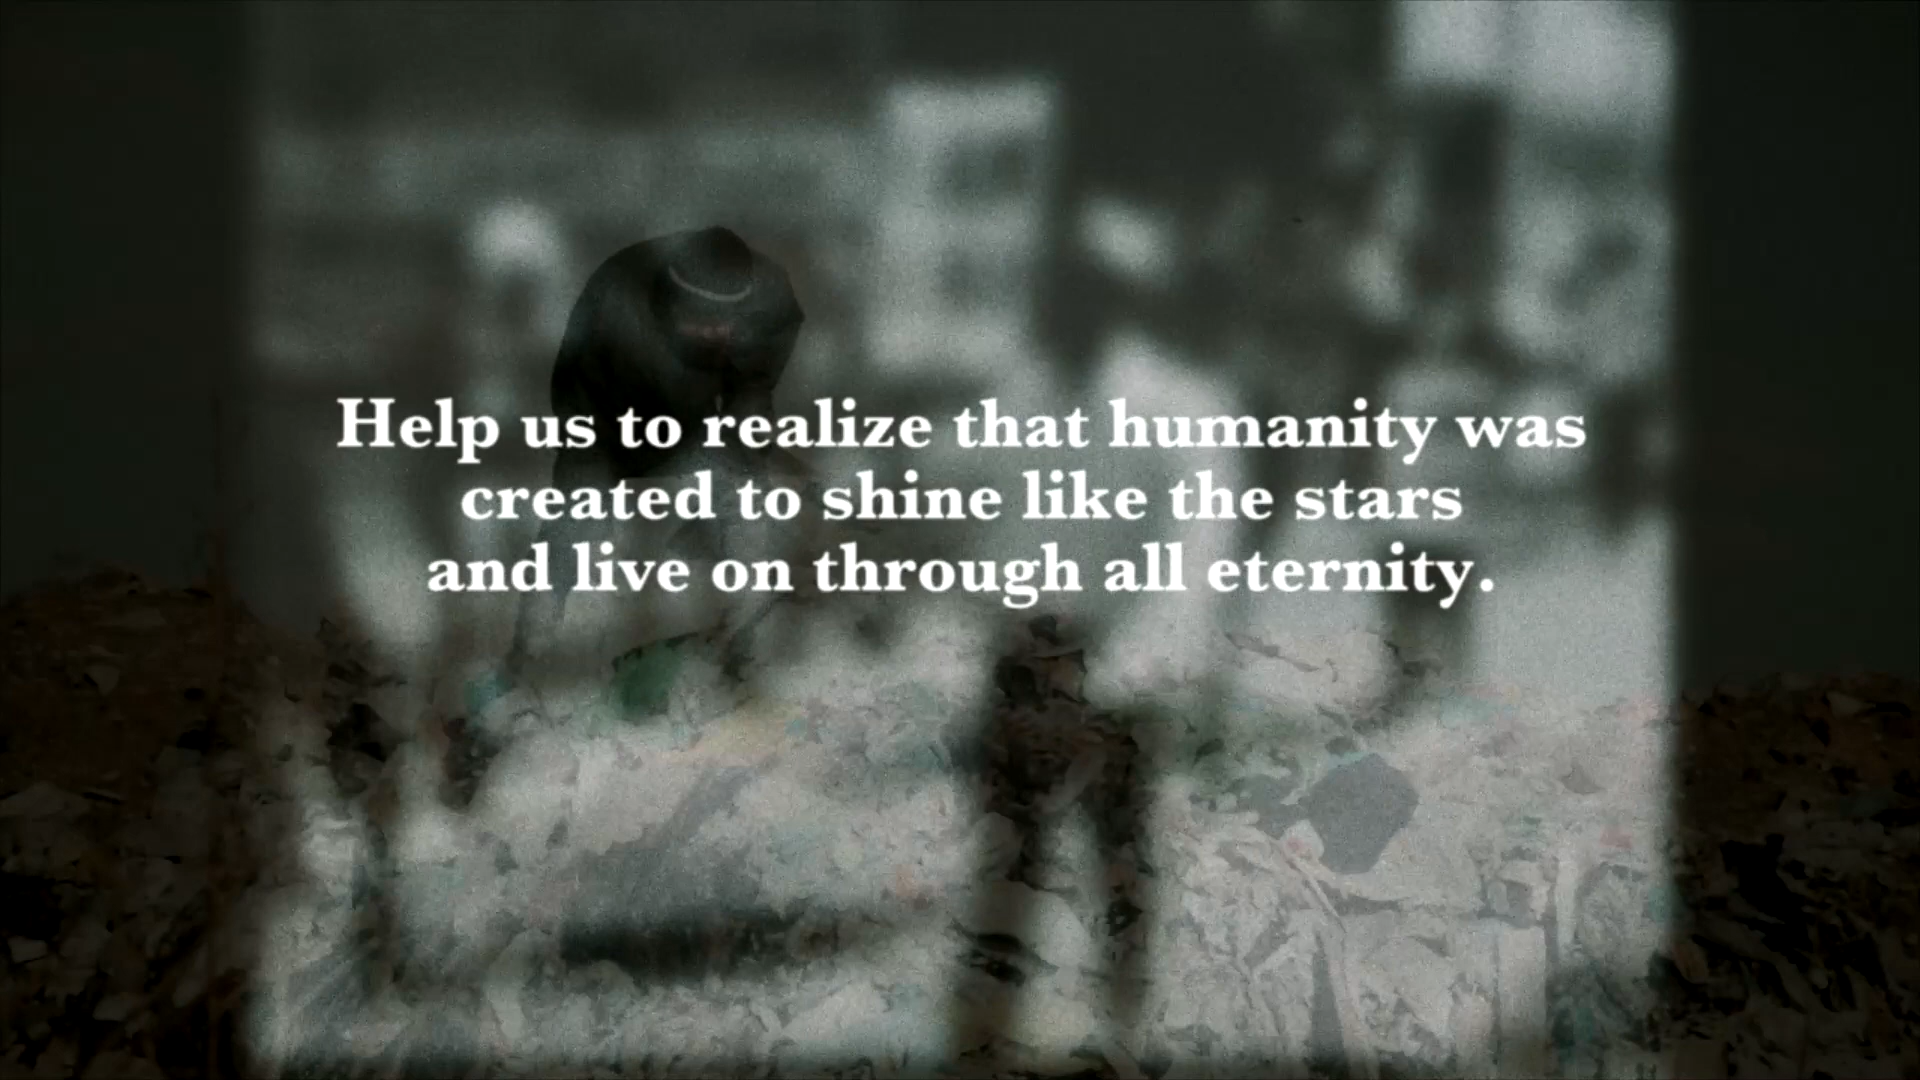 Help us to realize that humanity was
created to shine like the stars
and live on through all eternity.